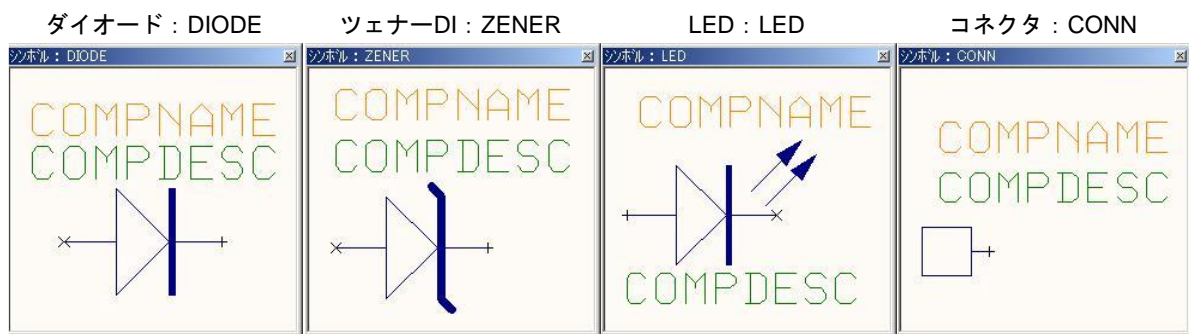 ダイオード：DIODE
ツェナーDI：ZENER
LED：LED
コネクタ：CONN
ｼﾝﾎﾞﾙ：DIODE
ｼﾝﾎﾞﾙ：ZENER
ｼﾝﾎﾞﾙ：LED
ｼﾝﾎﾞﾙ：CONN
COMPNAME
COMPDESC
COMPNAME
COMPDESC
COMPNAME
COMPDESC
COMPNAME
COMPDESC